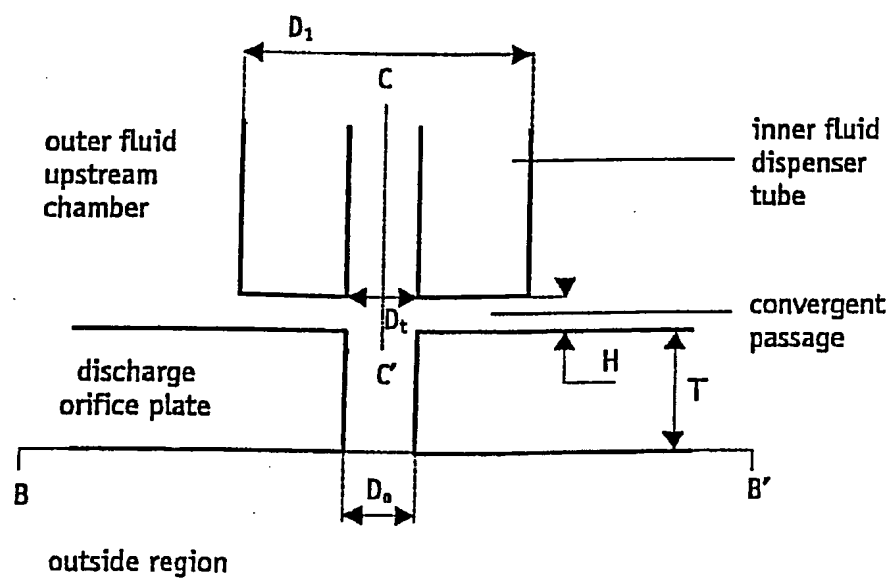 D₁
C
outer fluid
upstream
chamber
inner fluid
dispenser
tube
Dₜ
convergent
passage
C'
H
T
discharge
orifice plate
B
Dₒ
B'
outside region